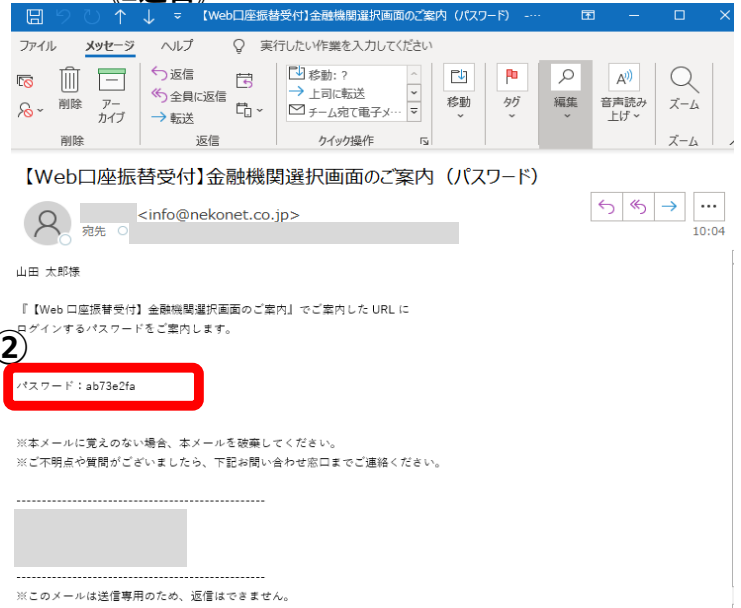 【Web口座振替受付】金融機関選択画面のご案内（パスワード） -…
ファイル メッセージ ヘルプ 実行したい作業を入力してください
削除 アーカイブ 返信 全員に返信 転送 移動: ? 上司に転送 チーム宛て電子メ… 移動 タグ 編集 音声読み上げ ズーム
削除 返信 クイック操作 ズーム
【Web口座振替受付】金融機関選択画面のご案内（パスワード）
<info@nekonet.co.jp>
宛先
10:04
山田 太郎様
『【Web 口座振替受付】金融機関選択画面のご案内』でご案内した URL に
ログインするパスワードをご案内します。
②
パスワード：ab73e2fa
※本メールに覚えのない場合、本メールを破棄してください。
※ご不明点や質問がございましたら、下記お問い合わせ窓口までご連絡ください。
------------------------------------------------
------------------------------------------------
※このメールは送信専用のため、返信はできません。